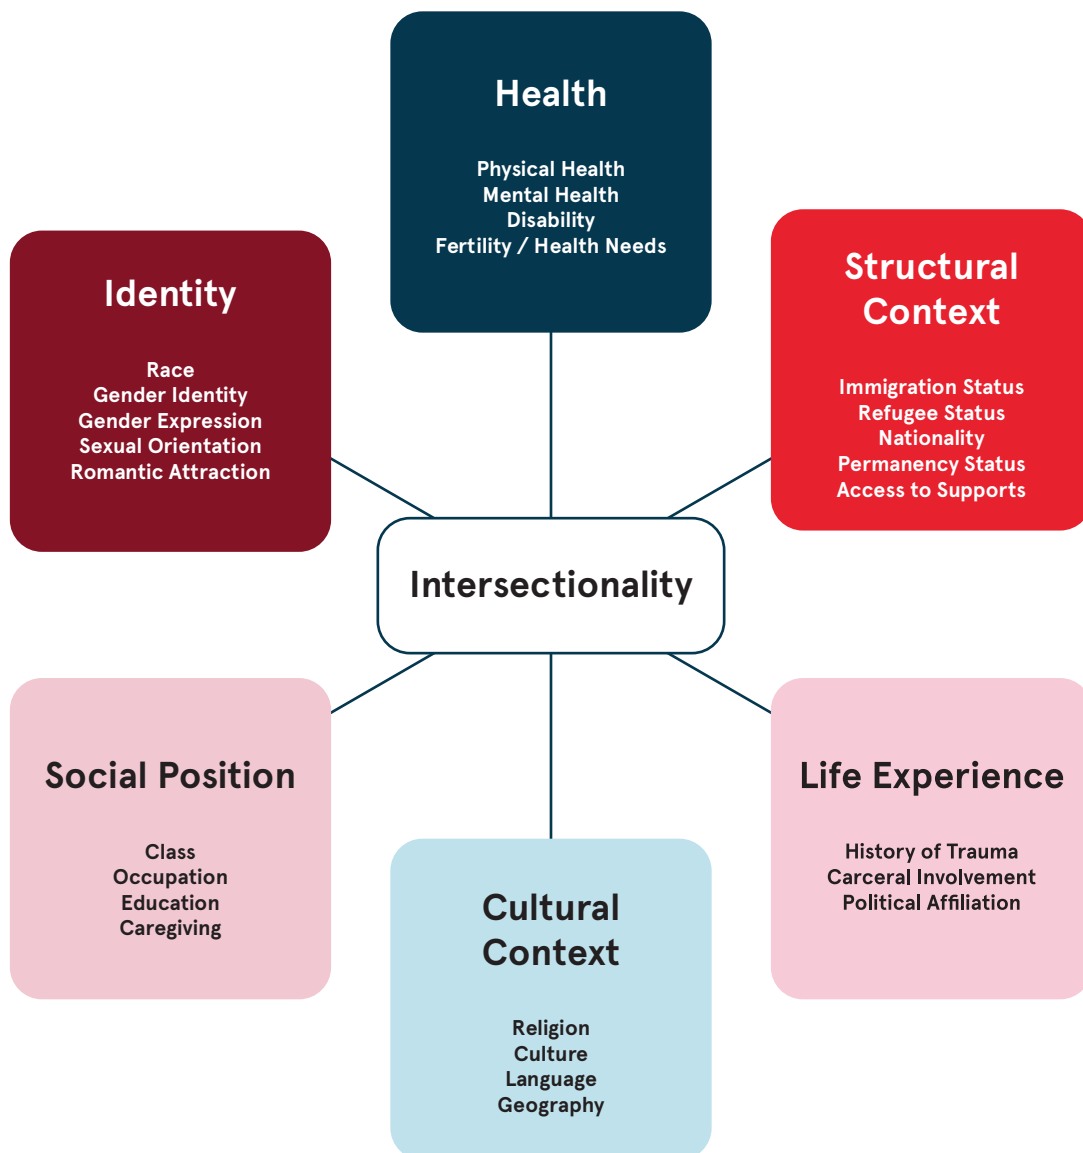 Health
Physical Health
Mental Health
Disability
Fertility / Health Needs
Identity
Race
Gender Identity
Gender Expression
Sexual Orientation
Romantic Attraction
Structural
Context
Immigration Status
Refugee Status
Nationality
Permanency Status
Access to Supports
Intersectionality
Social Position
Class
Occupation
Education
Caregiving
Cultural
Context
Religion
Culture
Language
Geography
Life Experience
History of Trauma
Carceral Involvement
Political Affiliation